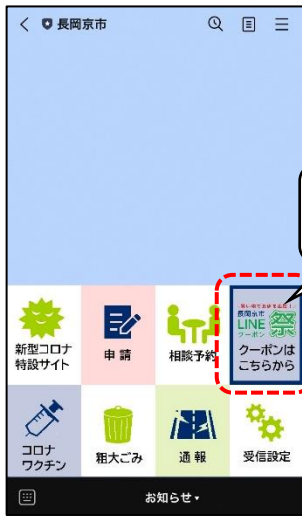 長岡京市
新型コロナ
特設サイト
申請
相談予約
長岡京市
LINE
クーポン
祭
クーポンは
こちらから
コロナ
ワクチン
粗大ごみ
通報
受信設定
お知らせ▾